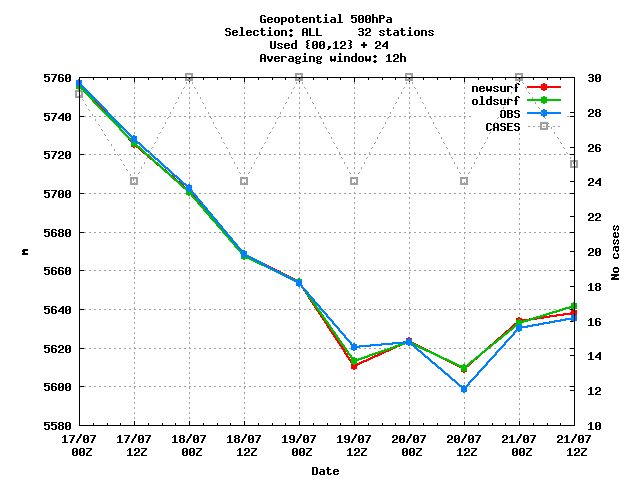 Geopotential 500hPa
Selection: ALL     32 stations
Used {00,12} + 24
Averaging window: 12h
5760
5740
5720
5700
5680
5660
5640
5620
5600
5580
m
newsurf
oldsurf
OBS
CASES
30
28
26
24
22
20
18
16
14
12
10
No cases
17/07 17/07 18/07 18/07 19/07 19/07 20/07 20/07 21/07 21/07
00Z 12Z 00Z 12Z 00Z 12Z 00Z 12Z 00Z 12Z
Date